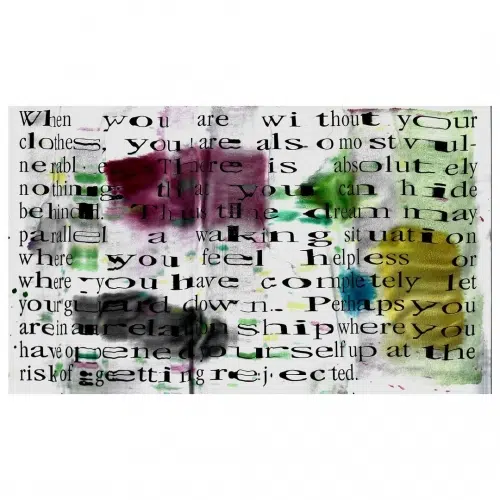 When you are without your
clothes, you are also most vul-
nerable. There is absolutely
nothing that you can hide
behind. Thus the dream may
parallel a waking situation
where you feel helpless or
where you have completely let
your guard down. Perhaps you
are in a relationship where you
have opened yourself up at the
risk of getting rejected.